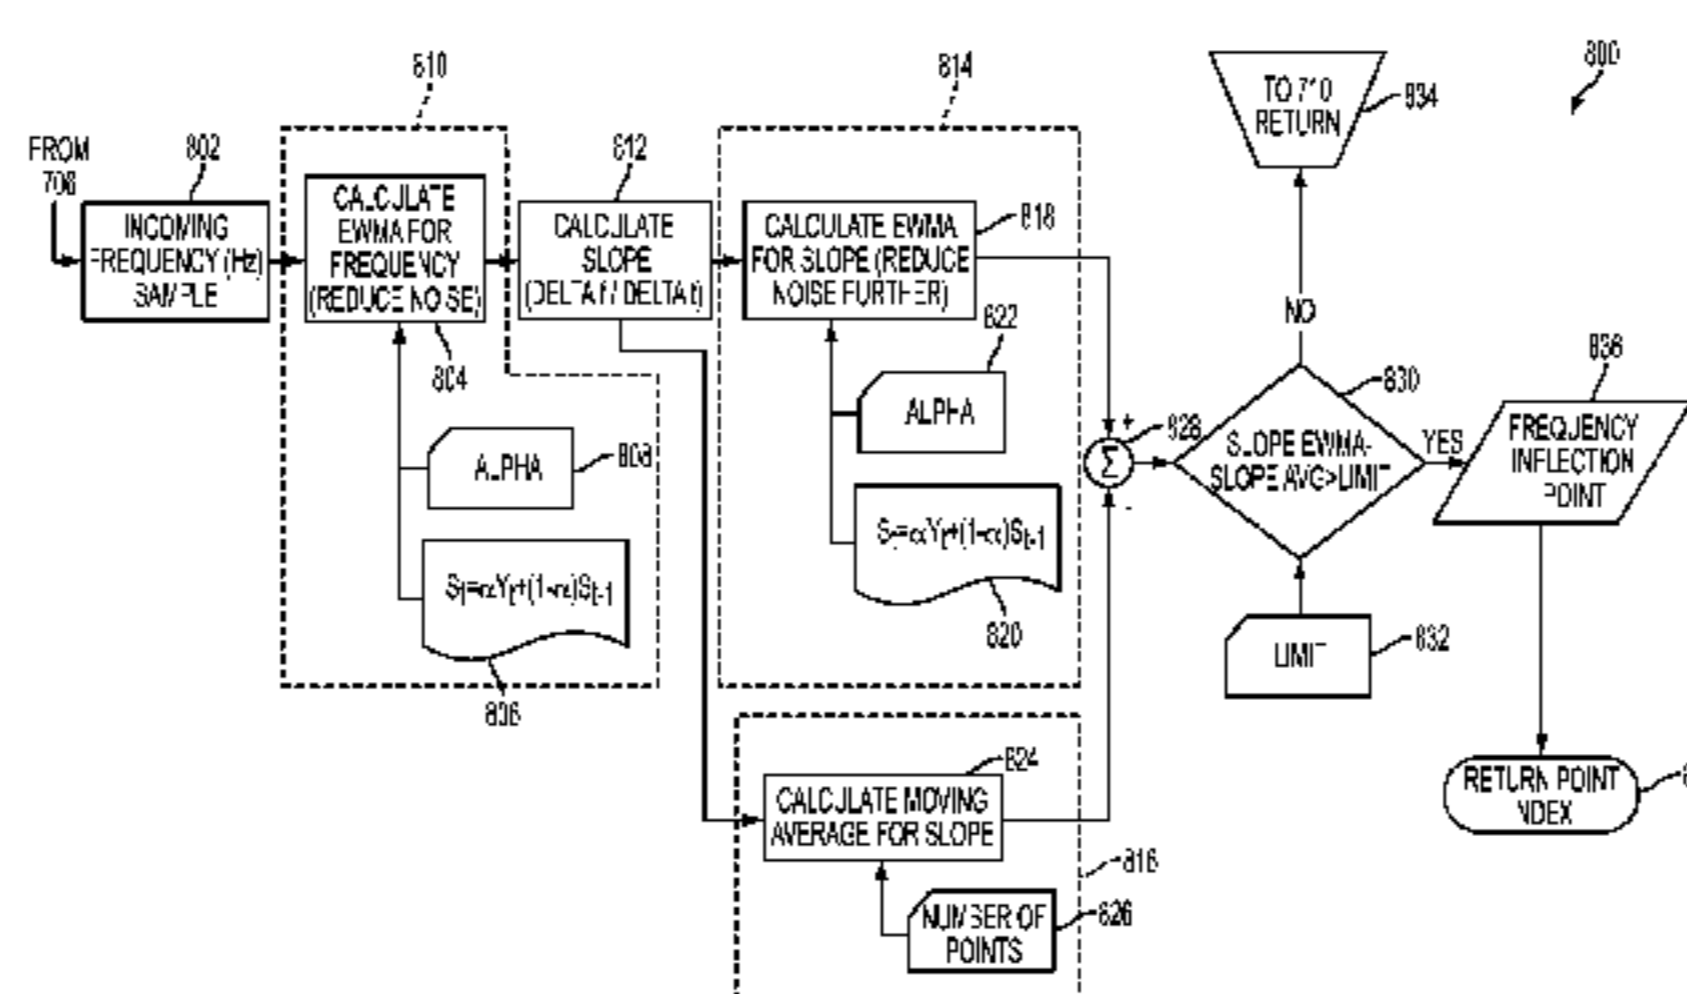 800
810
814
TO 710
RETURN
834
FROM
708
802
INCOMING
FREQUENCY (Hz)
SAMPLE
CALCULATE
EWMA FOR
FREQUENCY
(REDUCE NOISE)
804
812
CALCULATE
SLOPE
(DELTA f / DELTA t)
CALCULATE EWMA
FOR SLOPE (REDUCE
NOISE FURTHER)
818
622
ALPHA
ALPHA
808
St=αYt+(1-α)St-1
806
St=αYt+(1-α)St-1
820
+
828
Σ
-
NO
830
SLOPE EWMA-
SLOPE AVG>LIMIT
YES
LIMIT
832
836
FREQUENCY
INFLECTION
POINT
RETURN POINT
INDEX
824
CALCULATE MOVING
AVERAGE FOR SLOPE
816
NUMBER OF
POINTS
826